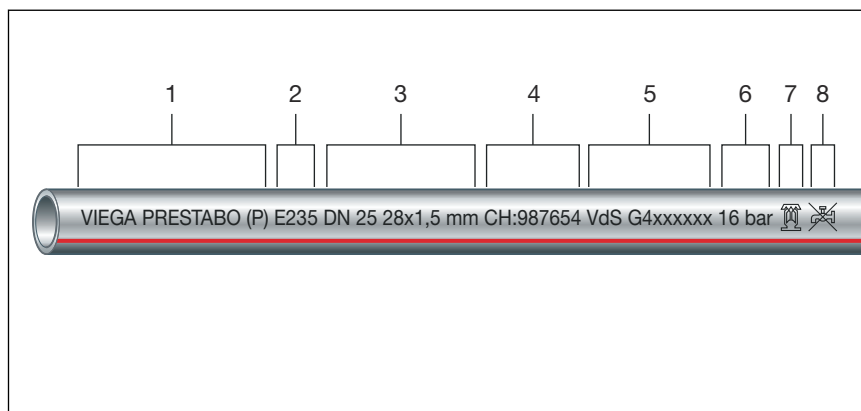 1 2 3 4 5 6 7 8
VIEGA PRESTABO (P) E235 DN 25 28x1,5 mm CH:987654 VdS G4xxxxxx 16 bar